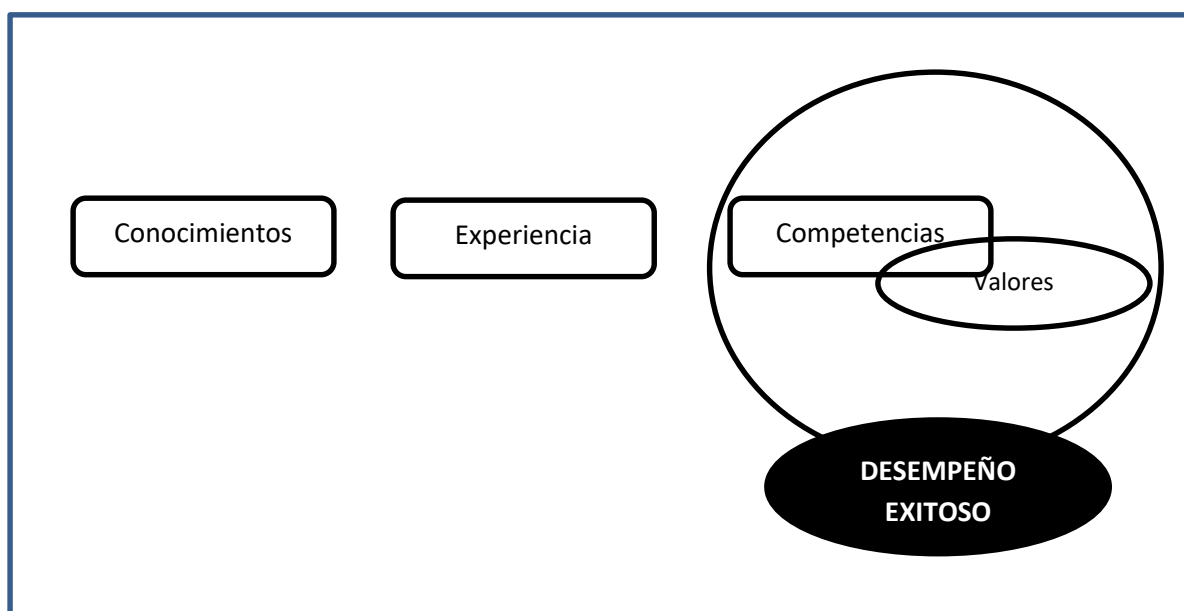 Conocimientos
Experiencia
Competencias
Valores
DESEMPEÑO
EXITOSO